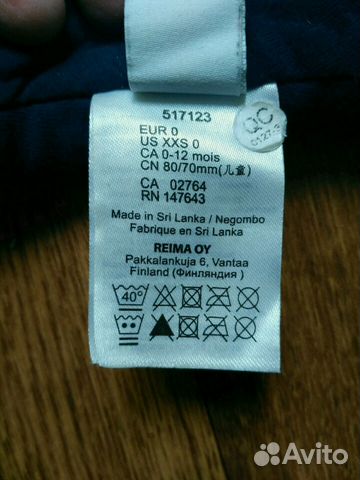 517123
EUR 0
US XXS 0
CA 0-12 mois
CN 80/70mm(儿童)
CA 02764
RN 147643
Made in Sri Lanka / Negombo
Fabrique en Sri Lanka
REIMA OY
Pakkalankuja 6, Vantaa
Finland (Финляндия )
40°
QC
Avito